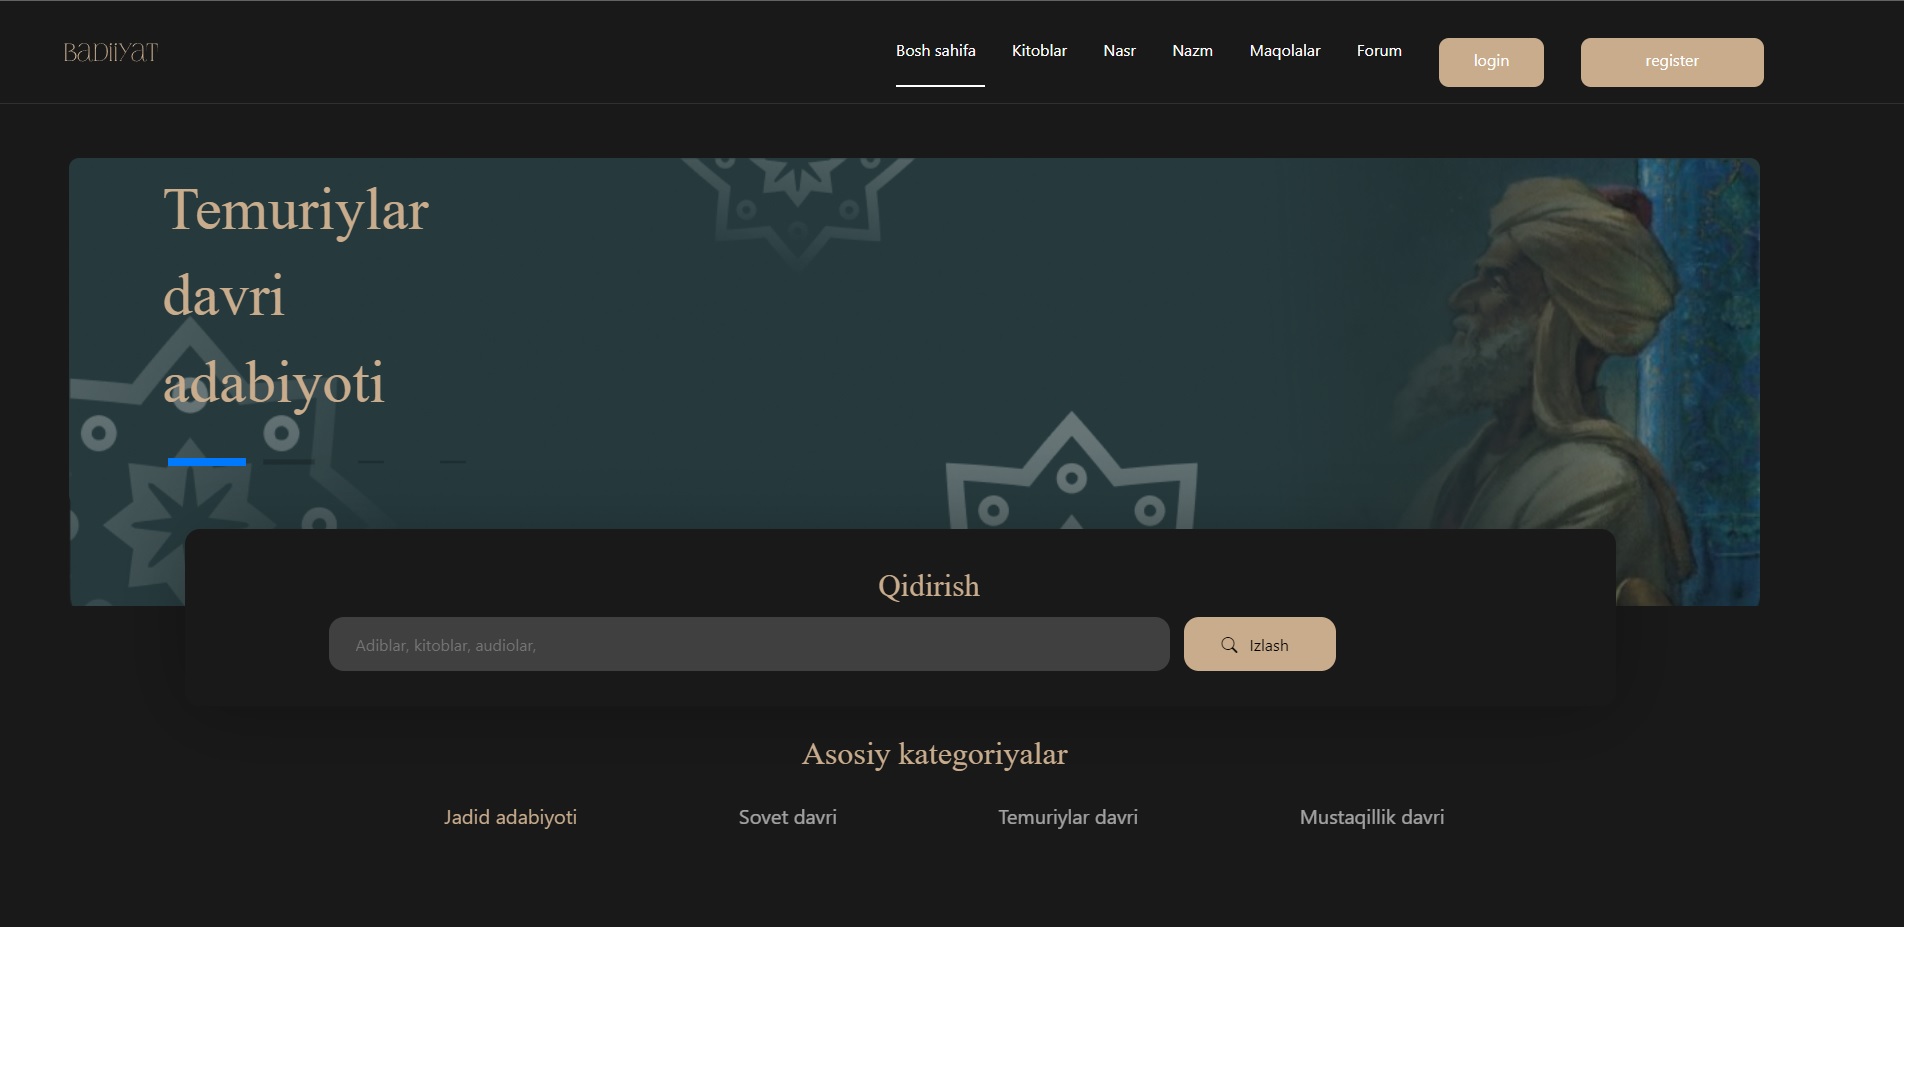 BADIIYAT
Bosh sahifa Kitoblar Nasr Nazm Maqolalar Forum login register
Temuriylar
davri
adabiyoti
Qidirish
Adiblar, kitoblar, audiolar,
Izlash
Asosiy kategoriyalar
Jadid adabiyoti Sovet davri Temuriylar davri Mustaqillik davri